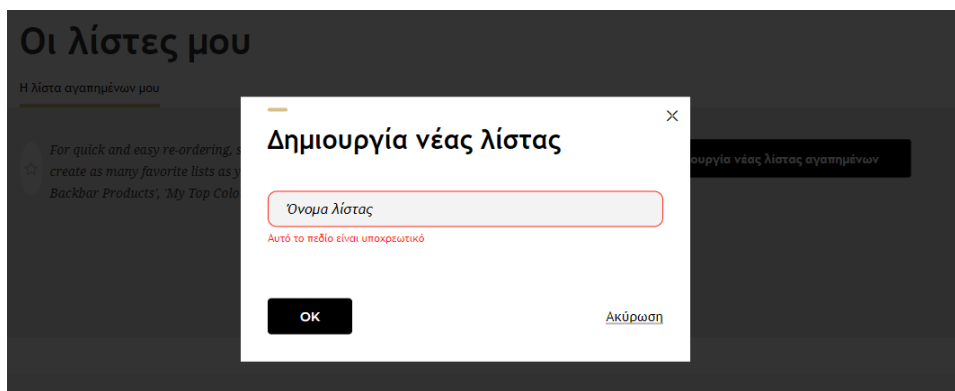 Οι λίστες μου
Η λίστα αγαπημένων μου
Δημιουργία νέας λίστας
For quick and easy re-ordering, s
create as many favorite lists as y
Backbar Products', 'My Top Colo
νέας λίστας αγαπημένων
Όνομα λίστας
Αυτό το πεδίο είναι υποχρεωτικό
OK
Ακύρωση